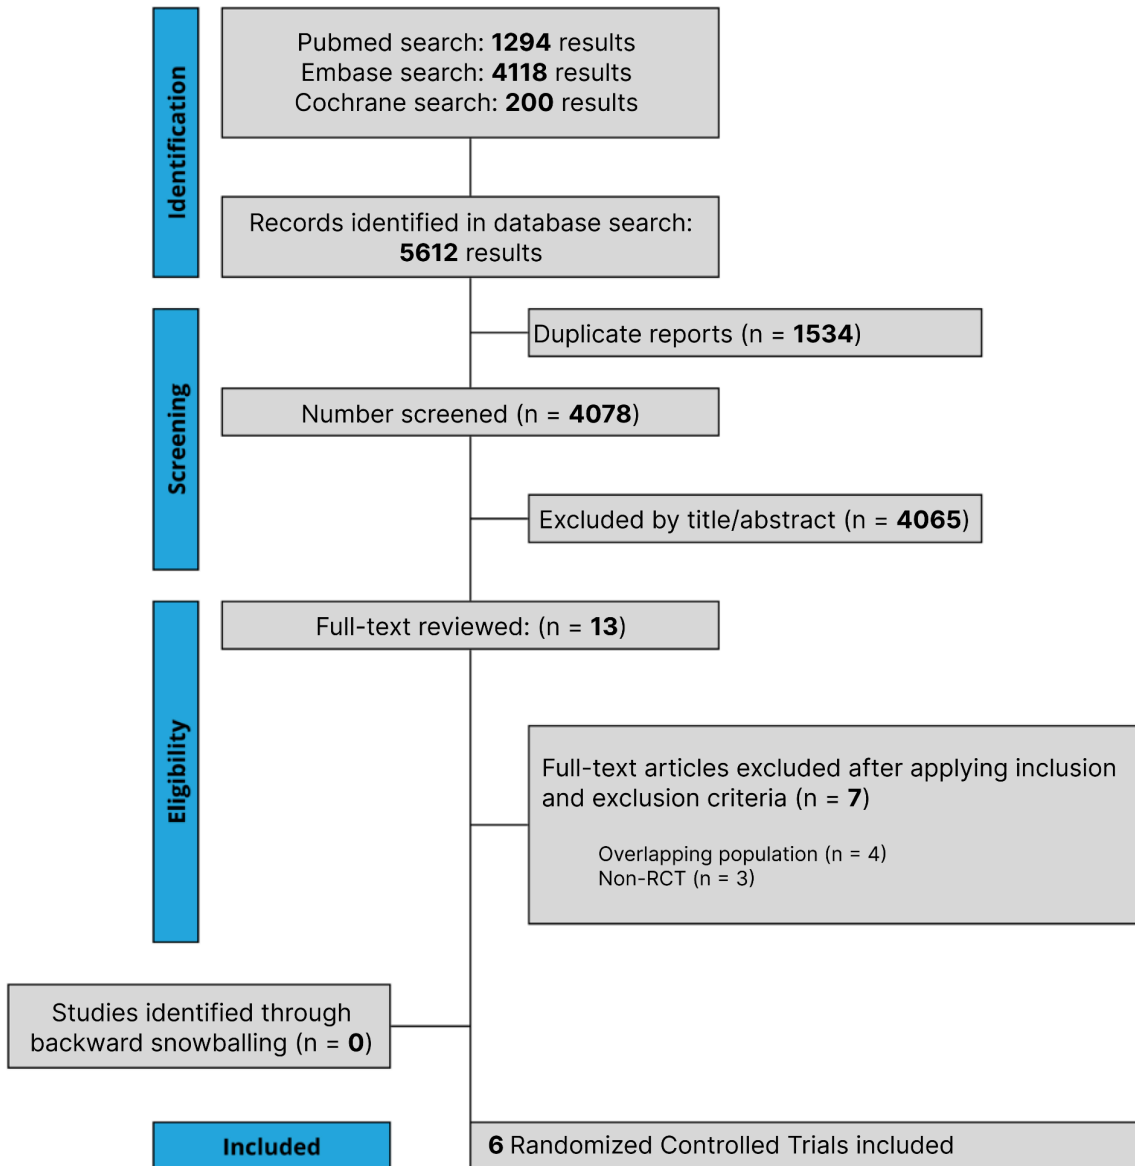 Identification
Pubmed search: 1294 results
Embase search: 4118 results
Cochrane search: 200 results
Records identified in database search:
5612 results
Screening
Duplicate reports (n = 1534)
Number screened (n = 4078)
Excluded by title/abstract (n = 4065)
Eligibility
Full-text reviewed: (n = 13)
Full-text articles excluded after applying inclusion
and exclusion criteria (n = 7)
Overlapping population (n = 4)
Non-RCT (n = 3)
Studies identified through
backward snowballing (n = 0)
Included
6 Randomized Controlled Trials included